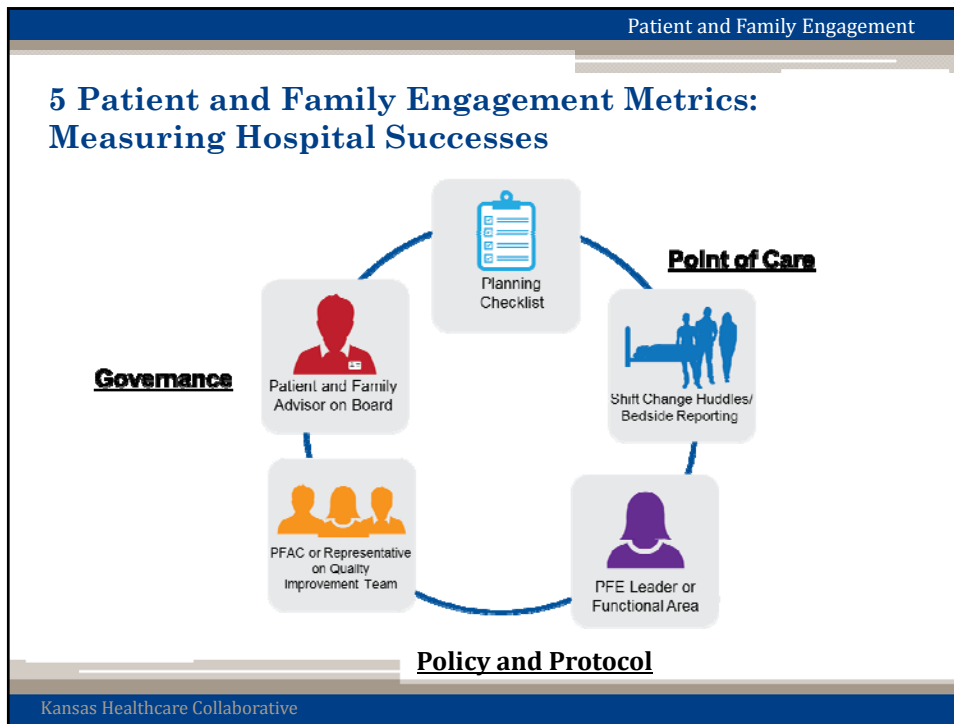 Patient and Family Engagement
5 Patient and Family Engagement Metrics:
Measuring Hospital Successes
Planning
Checklist
Point of Care
Shift Change Huddles/
Bedside Reporting
Governance
Patient and Family
Advisor on Board
PFAC or Representative
on Quality
Improvement Team
PFE Leader or
Functional Area
Policy and Protocol
Kansas Healthcare Collaborative